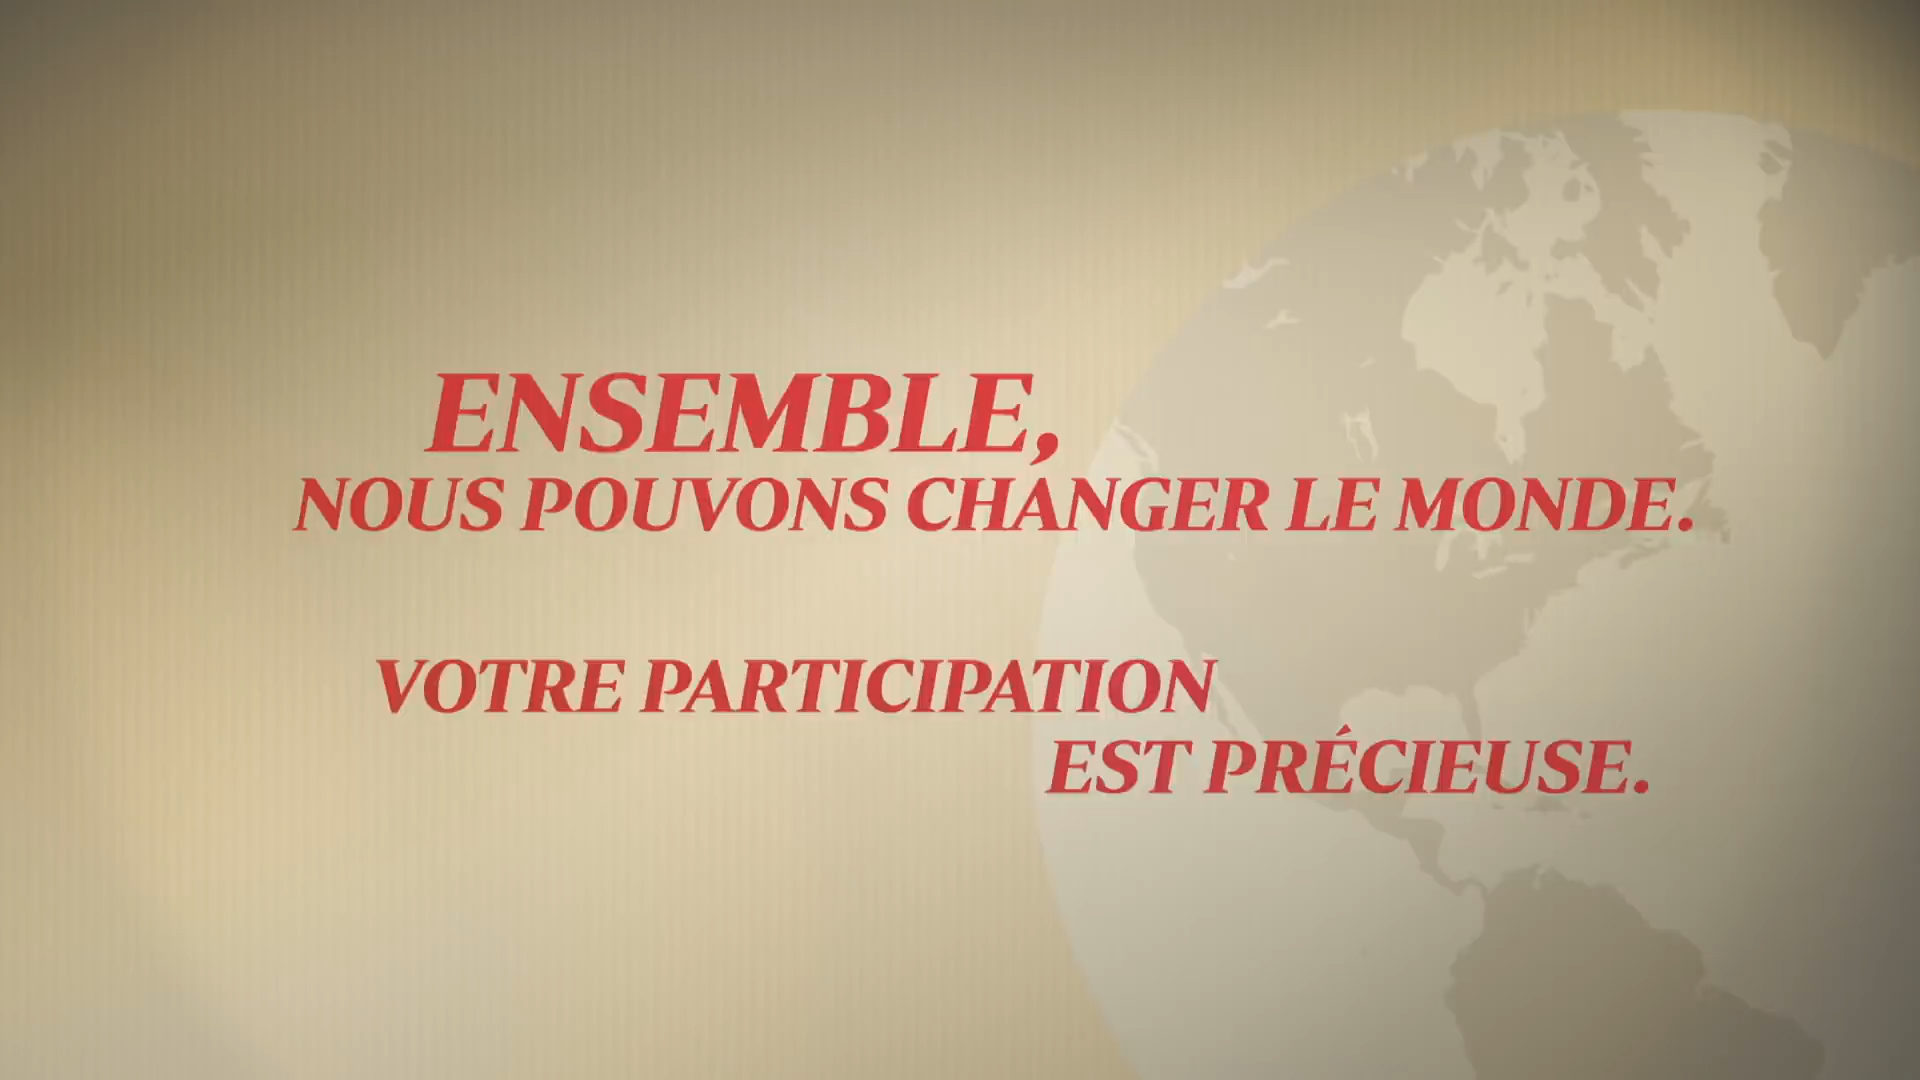 ENSEMBLE,
NOUS POUVONS CHANGER LE MONDE.
VOTRE PARTICIPATION
EST PRÉCIEUSE.